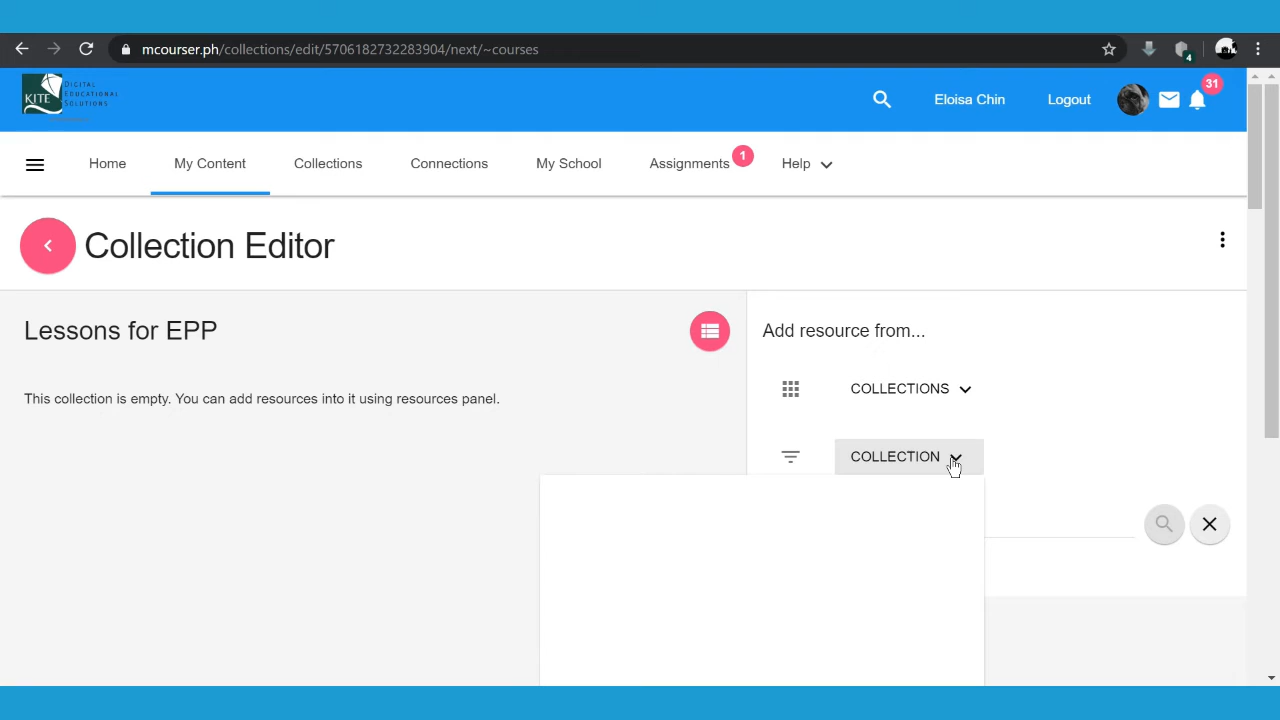 mcourser.ph/collections/edit/5706182732283904/next/~courses
4
KITE DIGITAL EDUCATIONAL SOLUTIONS
Eloisa Chin
Logout
31
Home
My Content
Collections
Connections
My School
Assignments
1
Help
Collection Editor
Lessons for EPP
Add resource from...
This collection is empty. You can add resources into it using resources panel.
COLLECTIONS
COLLECTION